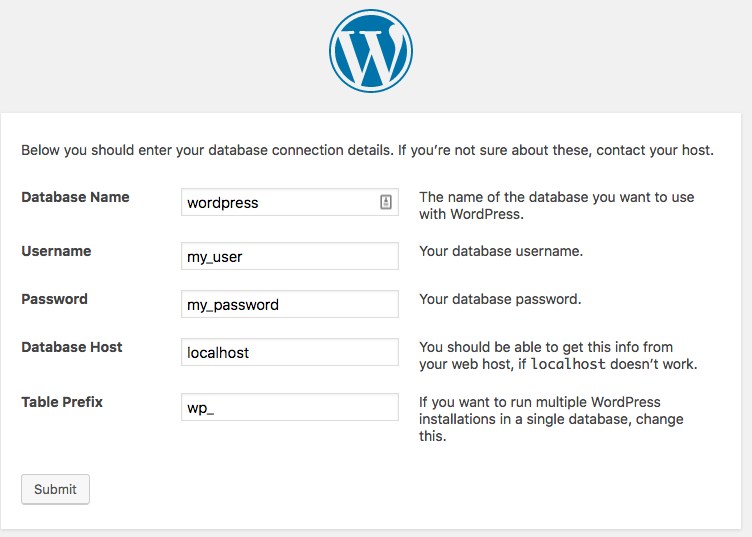 Below you should enter your database connection details. If you’re not sure about these, contact your host.
Database Name
wordpress
The name of the database you want to use
with WordPress.
Username
my_user
Your database username.
Password
my_password
Your database password.
Database Host
localhost
You should be able to get this info from
your web host, if localhost doesn’t work.
Table Prefix
wp_
If you want to run multiple WordPress
installations in a single database, change
this.
Submit